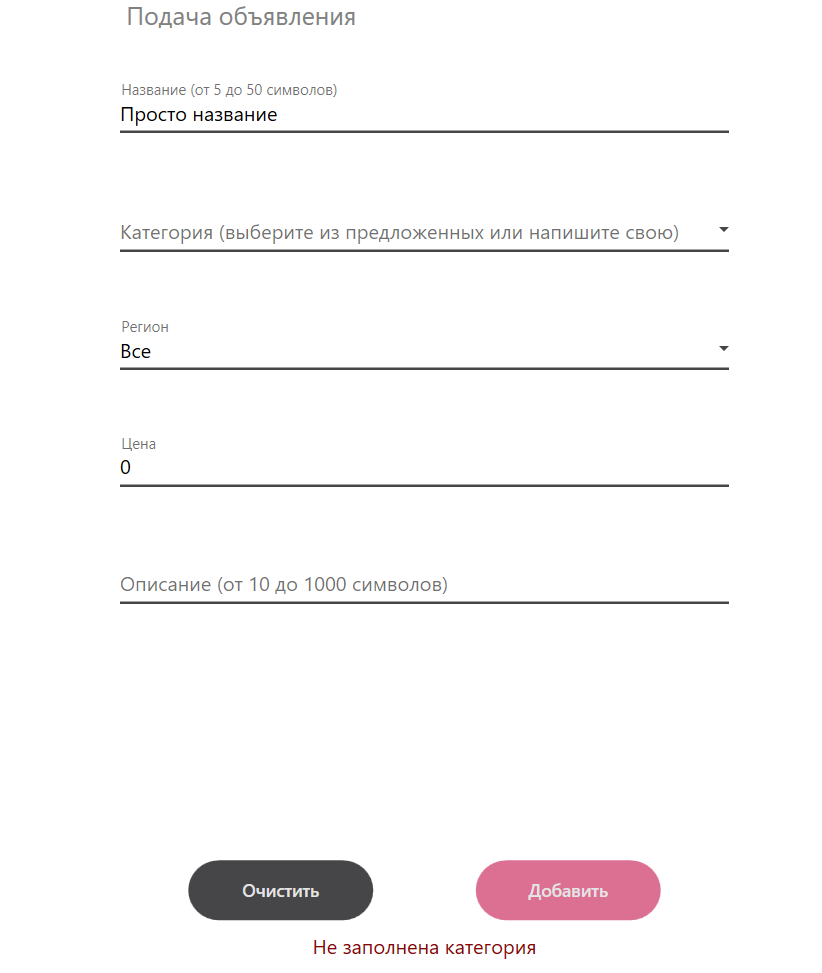 Подача объявления
Название (от 5 до 50 символов)
Просто название
Категория (выберите из предложенных или напишите свою)
Регион
Все
Цена
0
Описание (от 10 до 1000 символов)
Очистить
Добавить
Не заполнена категория